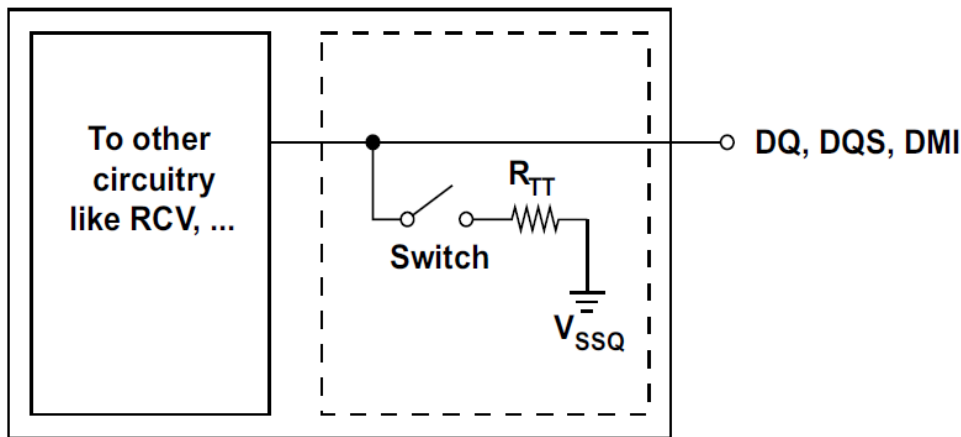 To other
circuitry
like RCV, ...
DQ, DQS, DMI
RTT
Switch
VSSQ